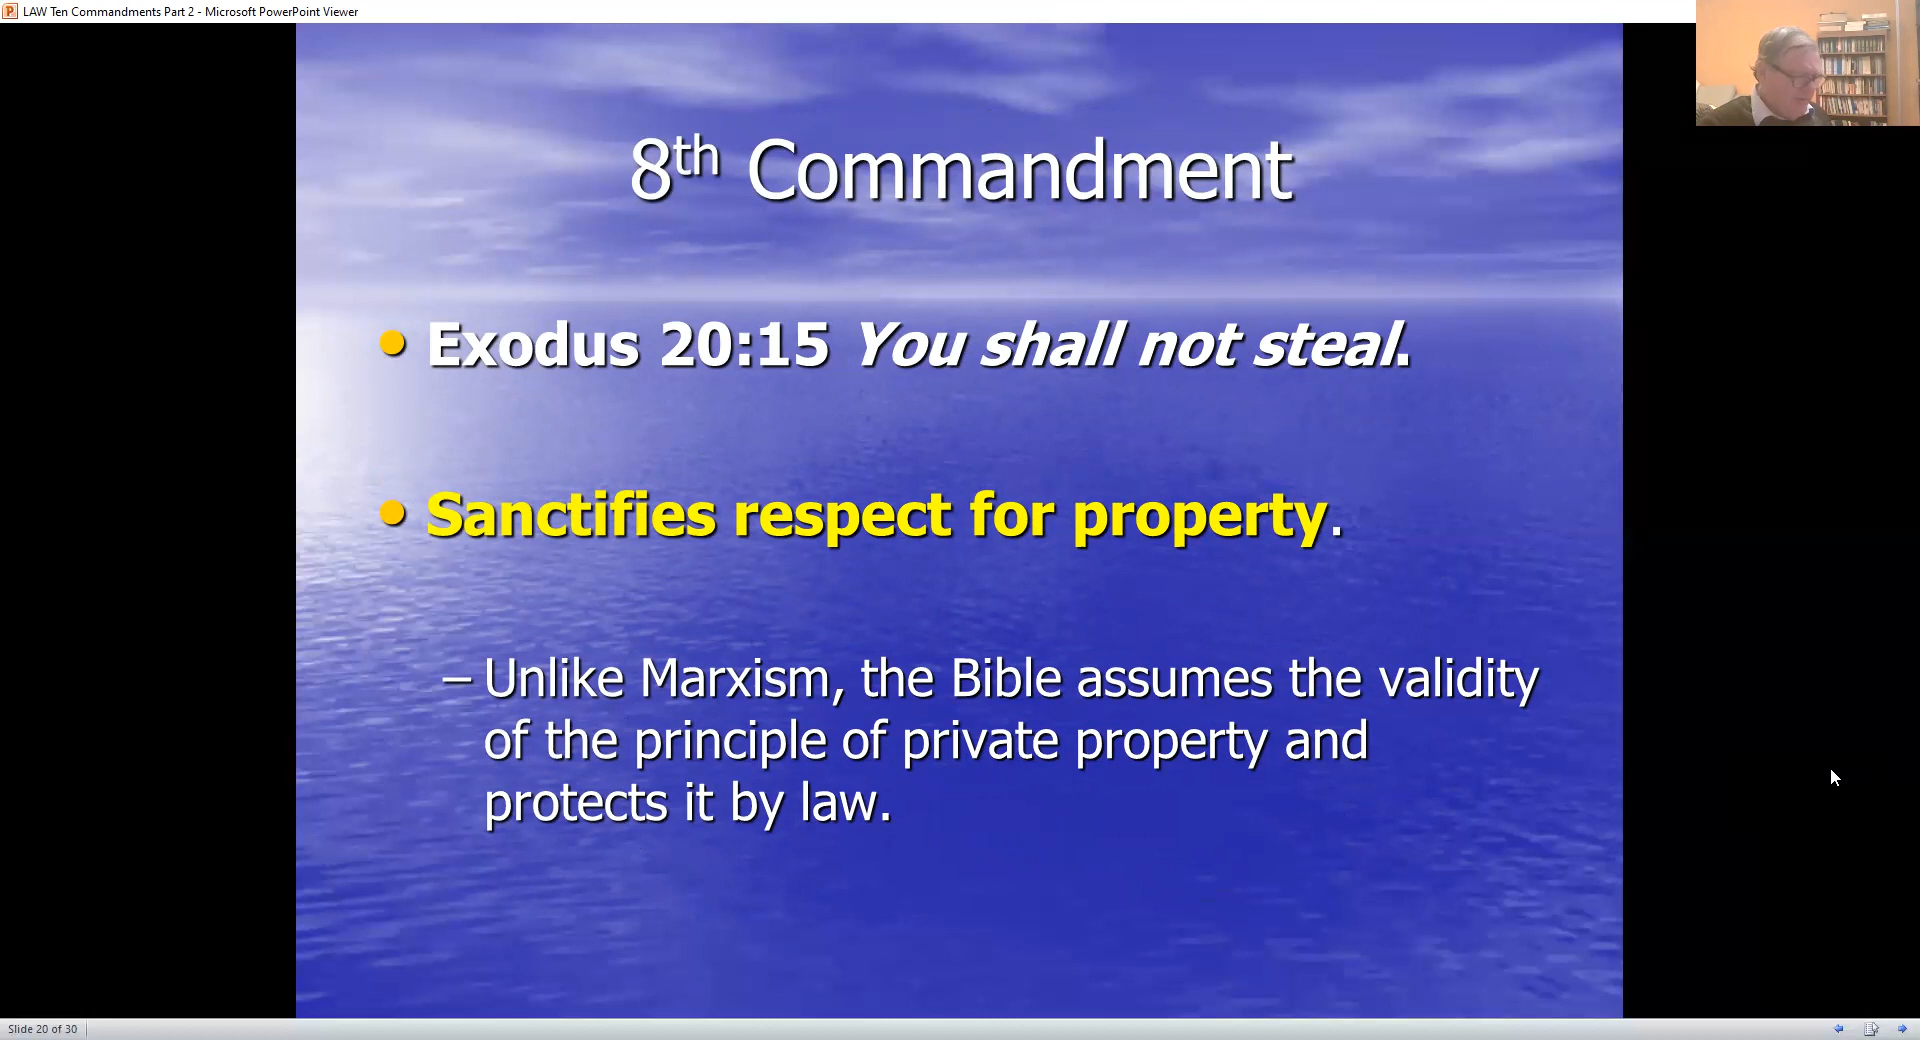 LAW Ten Commandments Part 2 - Microsoft PowerPoint Viewer
8th Commandment
• Exodus 20:15 You shall not steal.
• Sanctifies respect for property.
– Unlike Marxism, the Bible assumes the validity
of the principle of private property and
protects it by law.
Slide 20 of 30